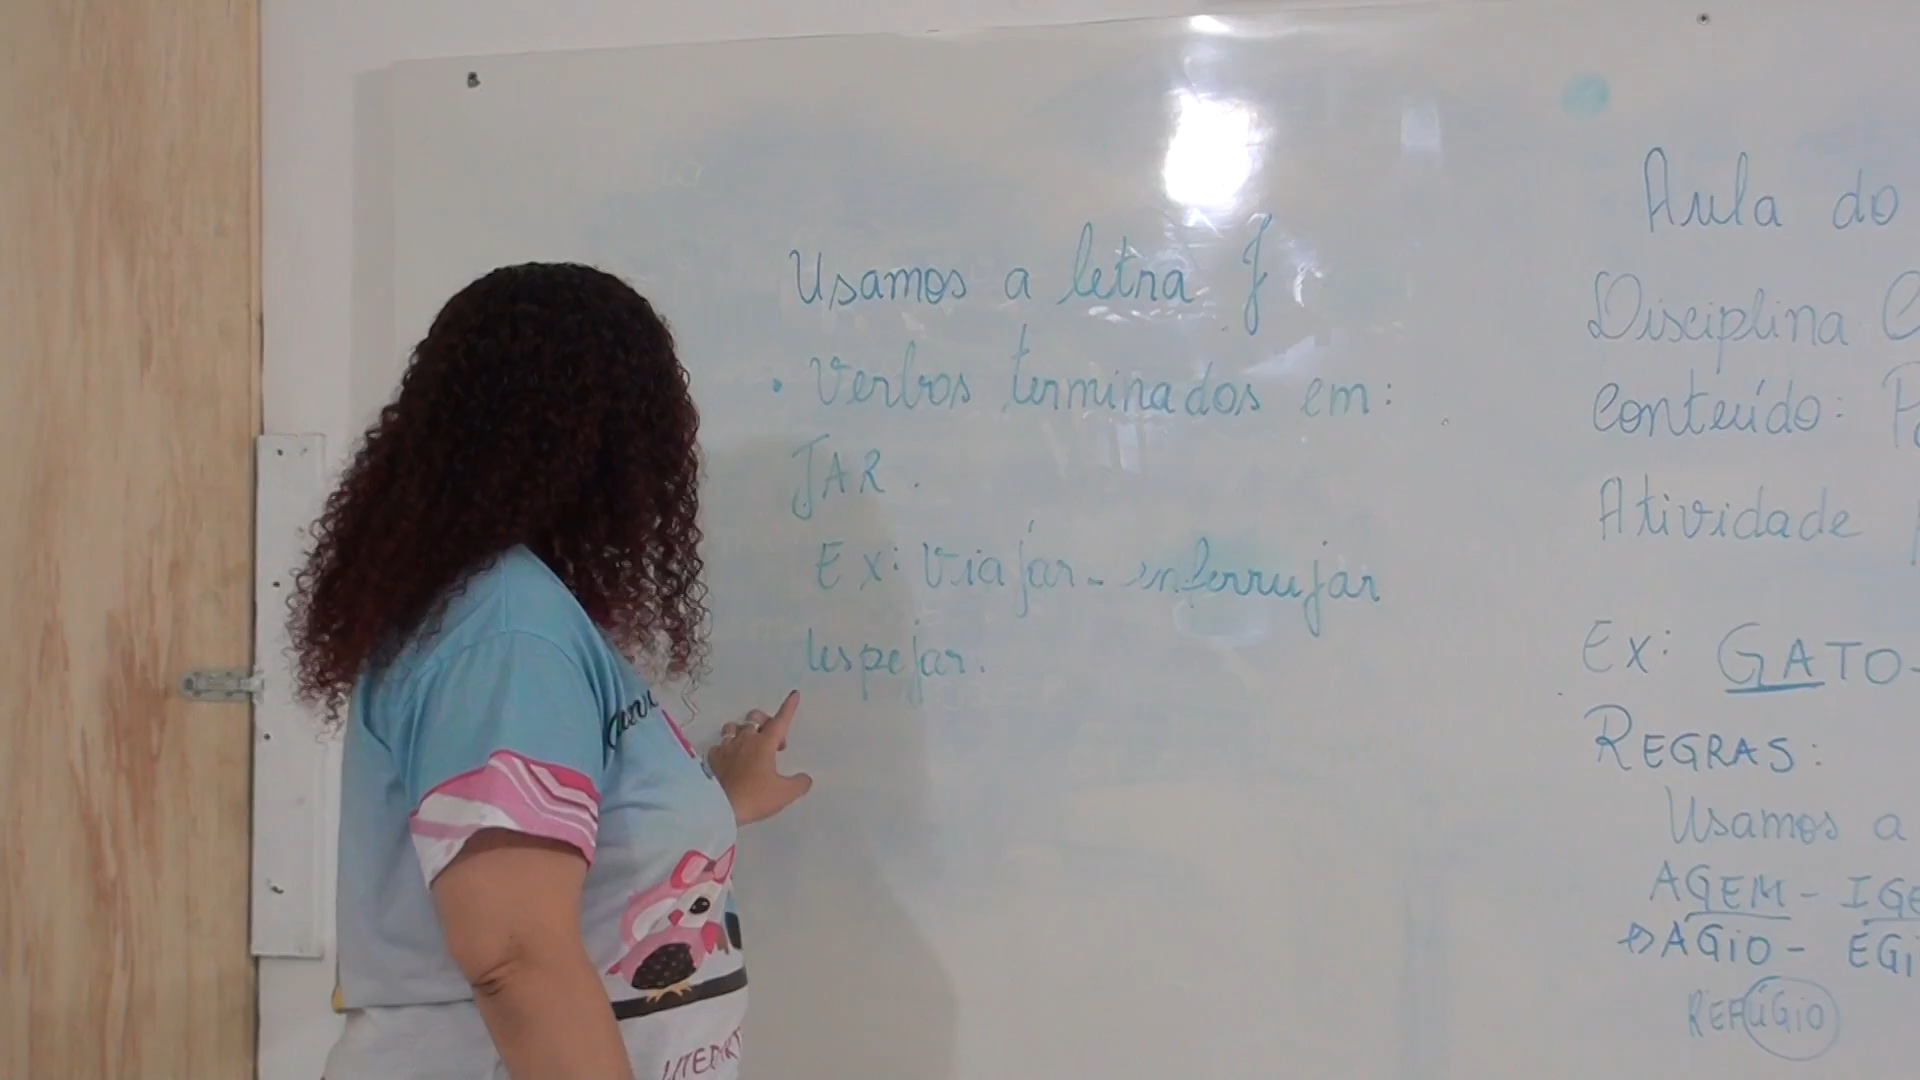 Usamos a letra J
• Verbos terminados em:
JAR.
Ex: Viajar - enferrujar
despejar.
Aula do
Disciplina
Conteúdo:
Atividade
Ex: GATO-
REGRAS:
Usamos a
AGEM - IGE
ÁGIO - ÉGI
REFÚGIO